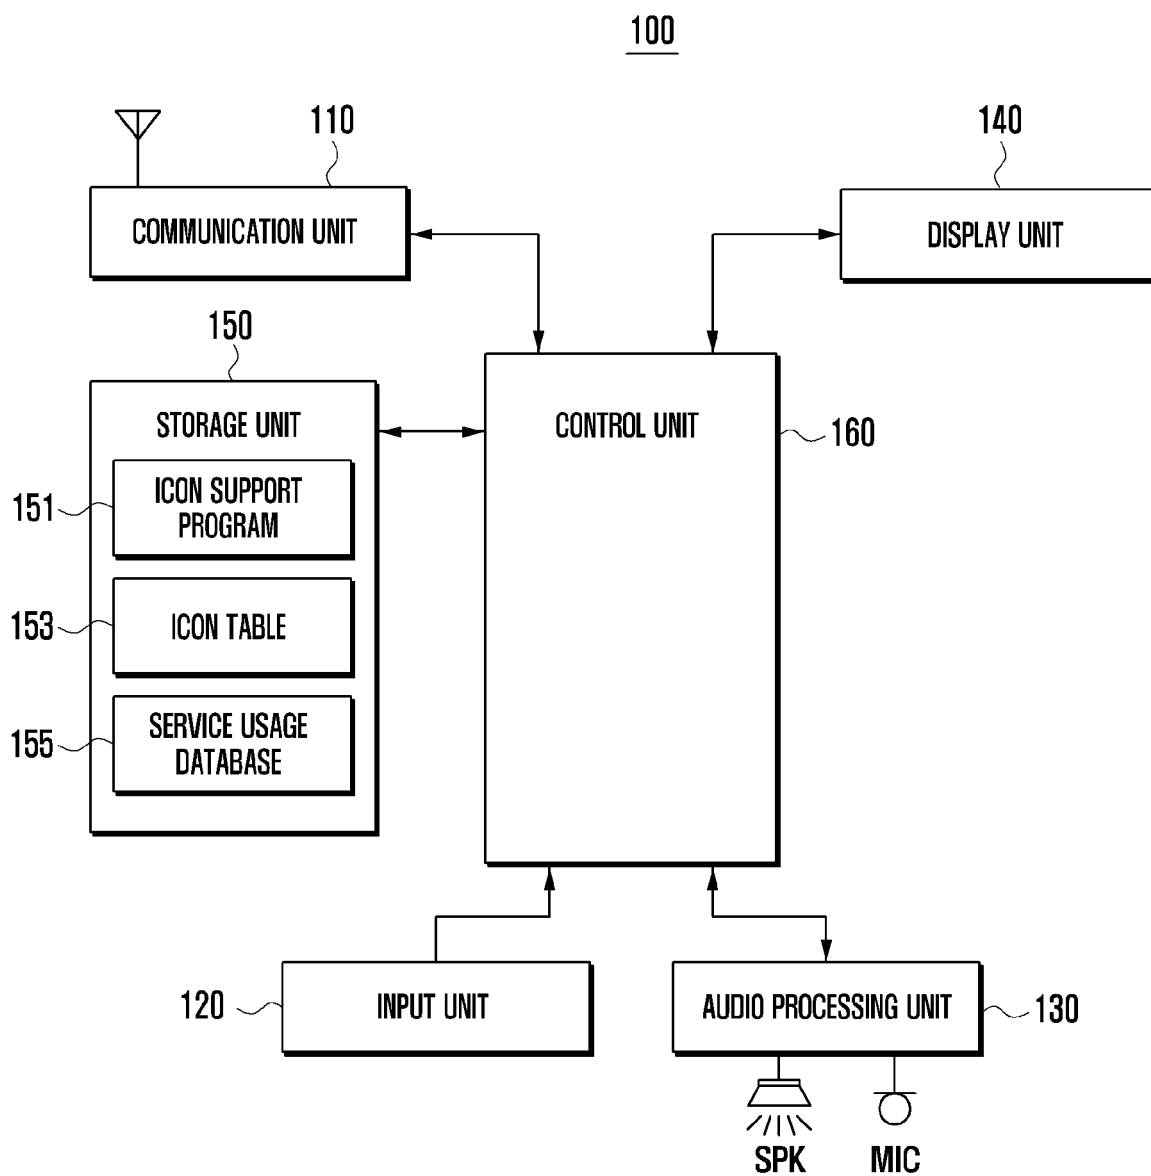 100
110
140
COMMUNICATION UNIT
DISPLAY UNIT
150
STORAGE UNIT
CONTROL UNIT
160
151
ICON SUPPORT
PROGRAM
153
ICON TABLE
155
SERVICE USAGE
DATABASE
120
INPUT UNIT
AUDIO PROCESSING UNIT
130
SPK
MIC